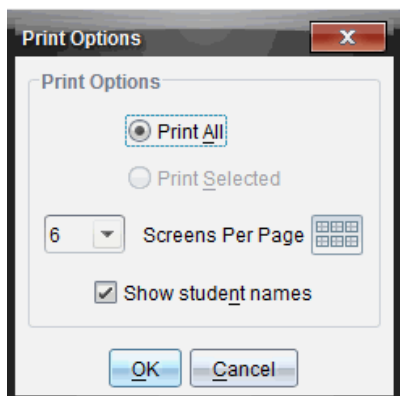 Print Options
Print Options
Print All
Print Selected
6 Screens Per Page
Show student names
OK Cancel